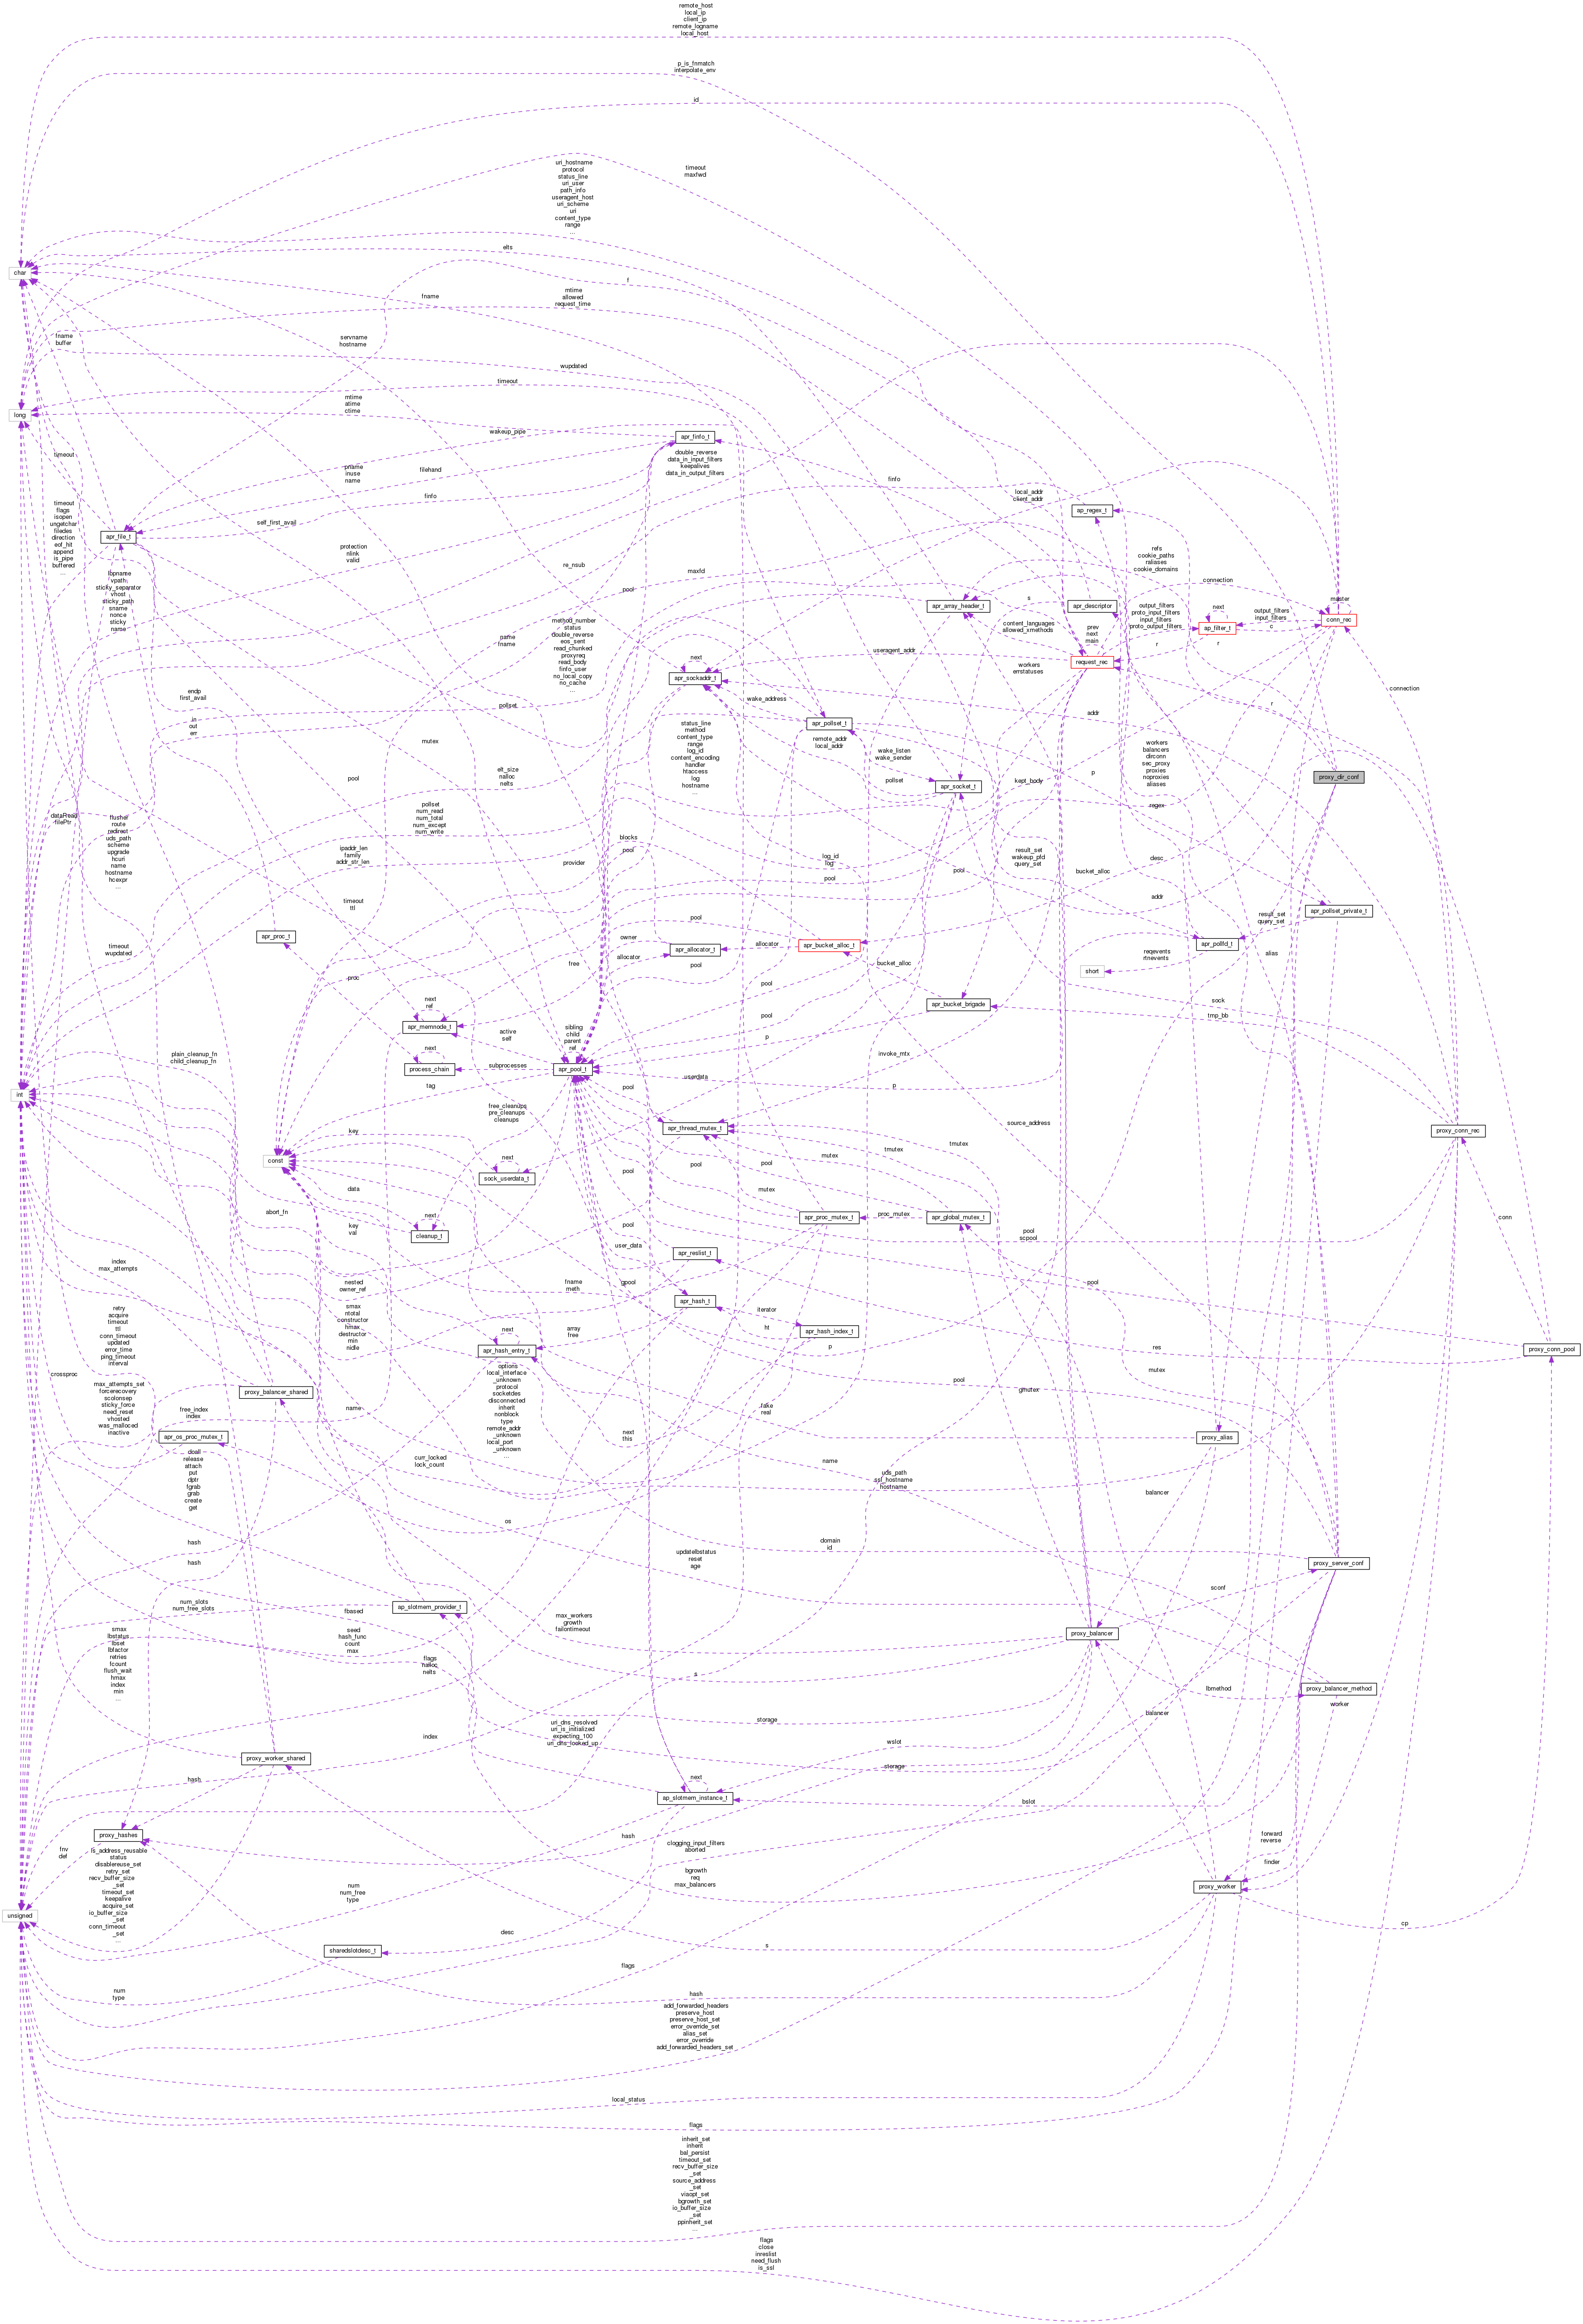 remote_host
local_ip
client_ip
remote_logname
local_host
p_is_fnmatch
interpolate_env
id
uri_hostname
protocol
status_line
uri_user
path_info
useragent_host
uri_scheme
uri
content_type
range
...
timeout
maxfwd
elts
f
char
fname
mtime
allowed
request_time
fname
buffer
servname
hostname
wupdated
timeout
long
mtime
atime
ctime
wakeup_pipe
apr_finfo_t
timeout
pname
inuse
name
filehand
double_reverse
data_in_input_filters
keepalives
data_in_output_filters
finfo
finfo
local_addr
client_addr
ap_regex_t
timeout
flags
isopen
ungetchar
filedes
direction
eof_hit
append
is_pipe
buffered
...
apr_file_t
self_first_avail
protection
nlink
valid
re_nsub
maxfd
refs
cookie_paths
raliases
cookie_domains
connection
lbpname
vpath
sticky_separator
vhost
sticky_path
sname
nonce
sticky
name
pool
s
apr_array_header_t
apr_descriptor
output_filters
proto_input_filters
input_filters
proto_output_filters
next
ap_filter_t
output_filters
input_filters
c
master
conn_rec
content_languages
allowed_xmethods
prev
next
main
r
r
pname
fname
method_number
status
double_reverse
eos_sent
read_chunked
proxyreq
read_body
finfo_user
no_local_copy
no_cache
...
useragent_addr
request_rec
next
apr_sockaddr_t
workers
errstatuses
connection
endp
first_avail
in
out
err
pollset
wake_address
apr_pollset_t
addr
r
mutex
status_line
method
content_type
range
log_id
content_encoding
handler
htaccess
log
hostname
...
remote_addr
local_addr
wake_listen
wake_sender
workers
balancers
dirconn
sec_proxy
proxies
noproxies
aliases
proxy_dir_conf
pool
elt_size
nalloc
nelts
pollset
apr_socket_t
kept_body
p
regex
dataRead
filePtr
flusher
route
redirect
uds_path
scheme
upgrade
hcuri
name
hostname
hcexpr
pollset
num_read
num_total
num_except
num_write
ipaddr_len
family
addr_str_len
provider
blocks
pool
log_id
log
result_set
wakeup_pfd
query_set
desc
bucket_alloc
pool
pool
addr
timeout
ttl
apr_pollset_private_t
result_set
query_set
timeout
wupdated
apr_proc_t
pool
owner
apr_allocator_t
allocator
apr_bucket_alloc_t
apr_pollfd_t
proc
free
allocator
pool
bucket_alloc
reqevents
rtnevents
short
next
ref
apr_memnode_t
pool
apr_bucket_brigade
sock
tmp_bb
active
self
sibling
child
parent
ref
pool
p
plain_cleanup_fn
child_cleanup_fn
next
process_chain
subprocesses
apr_pool_t
invoke_mtx
userdata
p
int
tag
free_cleanups
pre_cleanups
cleanups
pool
source_address
key
apr_thread_mutex_t
tmutex
tmutex
proxy_conn_rec
const
next
sock_userdata_t
pool
mutex
pool
data
mutex
abort_fn
key
val
next
cleanup_t
pool
apr_proc_mutex_t
proc_mutex
apr_global_mutex_t
pool
scpool
conn
user_data
apr_reslist_t
index
max_attempts
nested
owner_ref
fname
meth
gpool
pool
retry
acquire
timeout
ttl
conn_timeout
updated
error_time
ping_timeout
interval
smax
ntotal
constructor
hmax
destructor
min
nidle
apr_hash_t
iterator
apr_hash_index_t
array
free
ht
p
res
proxy_conn_pool
next
apr_hash_entry_t
crossproc
mutex
pool
gmutex
max_attempts_set
forcerecovery
scolonsep
sticky_force
need_reset
vhosted
was_malloced
inactive
proxy_balancer_shared
free_index
index
name
options
local_interface
_unknown
protocol
socketdes
disconnected
inherit
nonblock
type
remote_addr
_unknown
local_port
_unknown
...
next
this
fake
real
proxy_alias
apr_os_proc_mutex_t
doall
release
attach
put
dptr
fgrab
grab
create
get
curr_locked
lock_count
name
uds_path
ssl_hostname
hostname
balancer
os
domain
id
hash
updatelbstatus
reset
age
proxy_server_conf
hash
sconf
num_slots
num_free_slots
ap_slotmem_provider_t
fbased
max_workers
growth
failontimeout
proxy_balancer
smax
lbstatus
lbset
lbfactor
retries
fcount
flush_wait
hmax
index
min
...
seed
hash_func
count
max
flags
nalloc
nelts
s
lbmethod
proxy_balancer_method
storage
balancer
worker
uri_dns_resolved
uri_is_initialized
expecting_100
uri_dns_looked_up
index
wslot
proxy_worker_shared
storage
hash
next
ap_slotmem_instance_t
bslot
proxy_hashes
hash
forward
reverse
fnv
def
is_address_reusable
status
disablereuse_set
retry_set
recv_buffer_size
_set
timeout_set
keepalive
acquire_set
io_buffer_size
_set
conn_timeout
_set
...
clogging_input_filters
aborted
bgrowth
req
max_balancers
finder
proxy_worker
num
num_free
type
unsigned
desc
cp
sharedslotdesc_t
s
flags
num
type
hash
add_forwarded_headers
preserve_host
preserve_host_set
error_override_set
alias_set
error_override
add_forwarded_headers_set
local_status
flags
inherit_set
inherit
bal_persist
timeout_set
recv_buffer_size
_set
source_address
_set
viaopt_set
bgrowth_set
io_buffer_size
_set
ppinherit_set
...
flags
close
inreslist
need_flush
is_ssl